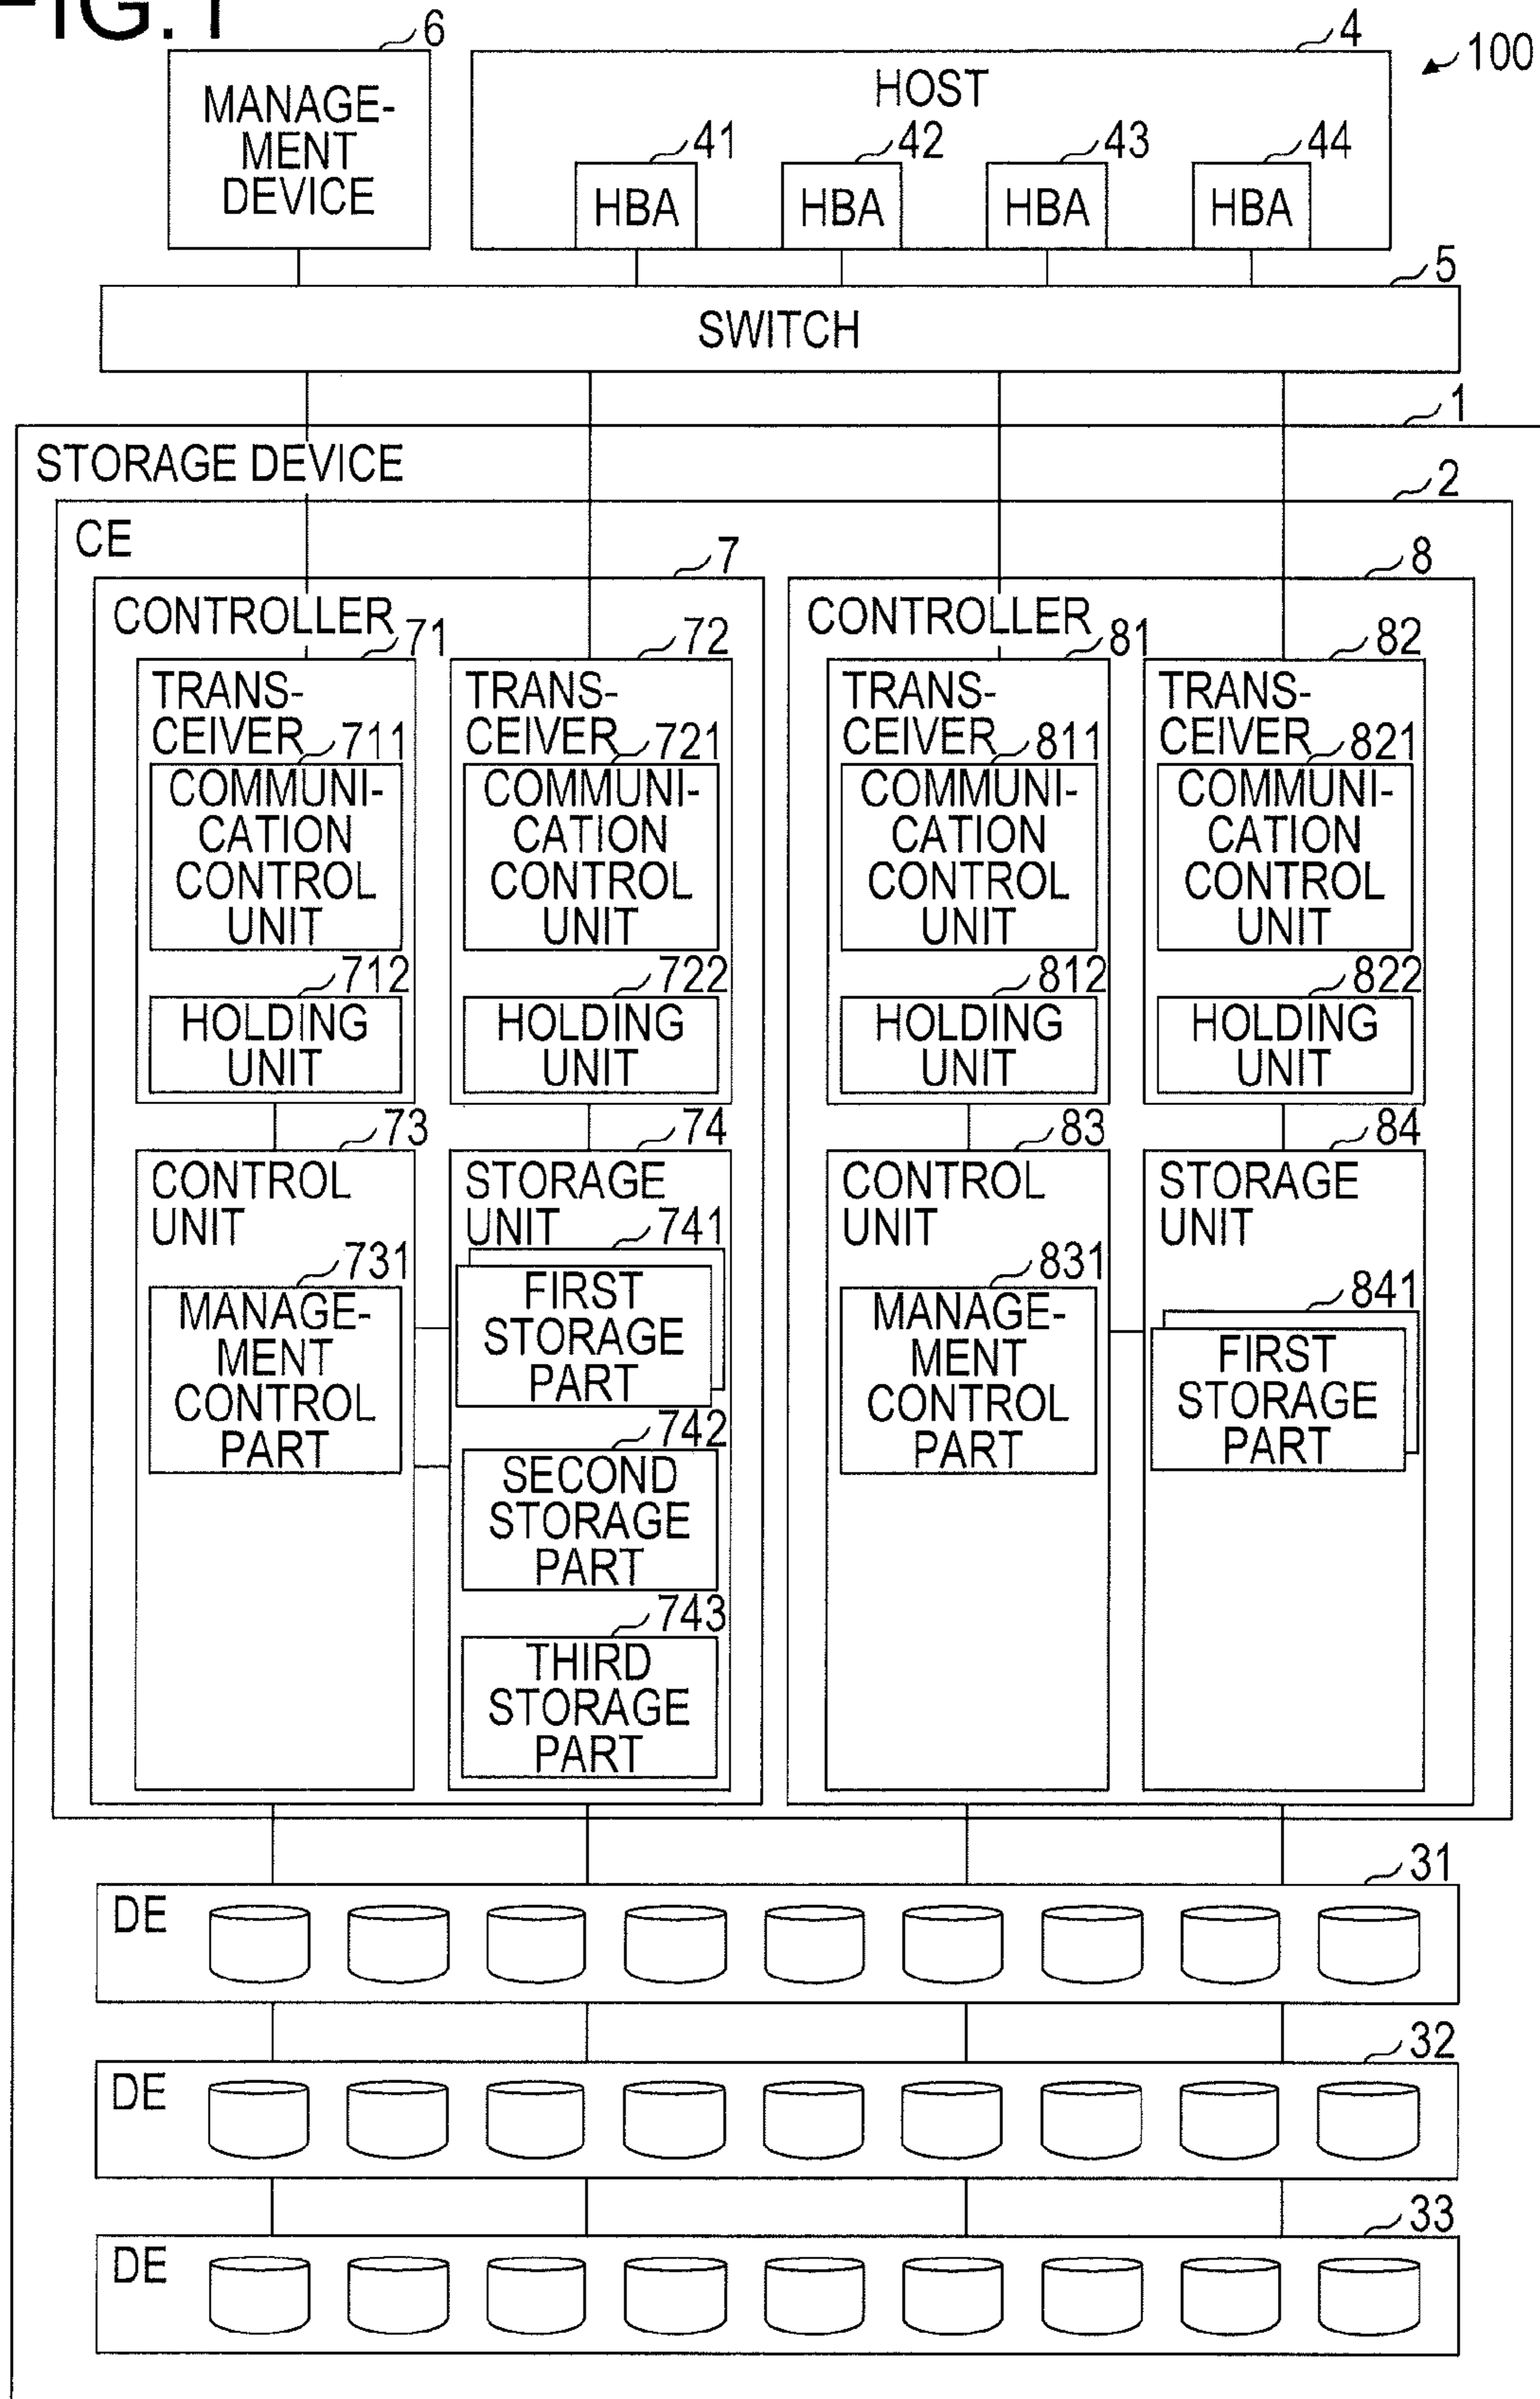 FIG.1
6
4
100
MANAGE-
MENT
DEVICE
HOST
41
42
43
44
HBA
HBA
HBA
HBA
5
SWITCH
1
STORAGE DEVICE
2
CE
7
8
CONTROLLER
71
72
TRANS-
CEIVER
711
COMMUNI-
CATION
CONTROL
UNIT
712
HOLDING
UNIT
TRANS-
CEIVER
721
COMMUNI-
CATION
CONTROL
UNIT
722
HOLDING
UNIT
73
CONTROL
UNIT
731
MANAGE-
MENT
CONTROL
PART
74
STORAGE
UNIT
741
FIRST
STORAGE
PART
742
SECOND
STORAGE
PART
743
THIRD
STORAGE
PART
CONTROLLER
81
82
TRANS-
CEIVER
811
COMMUNI-
CATION
CONTROL
UNIT
812
HOLDING
UNIT
TRANS-
CEIVER
821
COMMUNI-
CATION
CONTROL
UNIT
822
HOLDING
UNIT
83
CONTROL
UNIT
831
MANAGE-
MENT
CONTROL
PART
84
STORAGE
UNIT
841
FIRST
STORAGE
PART
31
DE
32
DE
33
DE